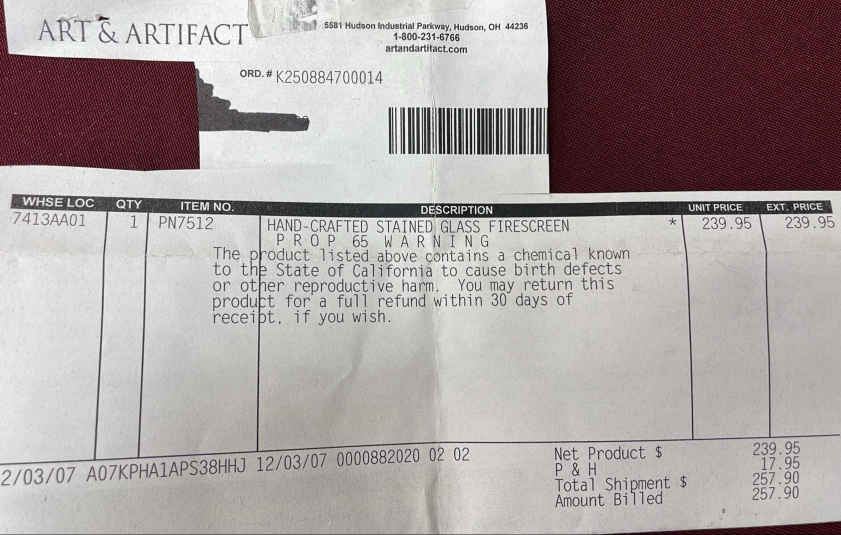 ART & ARTIFACT
5581 Hudson Industrial Parkway, Hudson, OH 44236
1-800-231-6766
artandartifact.com
ORD. # K250884700014
WHSE LOC QTY ITEM NO. DESCRIPTION UNIT PRICE EXT. PRICE
7413AA01 1 PN7512 HAND-CRAFTED STAINED GLASS FIRESCREEN * 239.95 239.95
P R O P 65 W A R N I N G
The product listed above contains a chemical known
to the State of California to cause birth defects
or other reproductive harm. You may return this
product for a full refund within 30 days of
receipt, if you wish.
2/03/07 A07KPHA1APS38HHJ 12/03/07 0000882020 02 02
Net Product $ 239.95
P & H 17.95
Total Shipment $ 257.90
Amount Billed 257.90